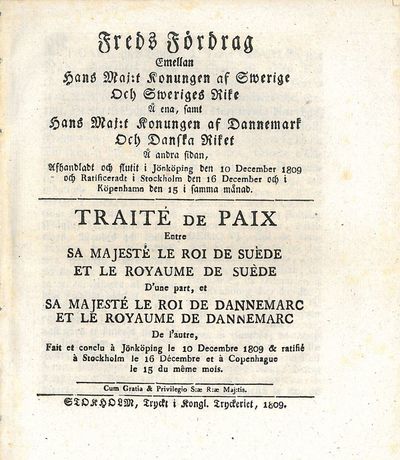 Freds Fördrag
Emellan
Hans Maj:t Konungen af Swerige
Och Sweriges Rike
Å ena, samt
Hans Maj:t Konungen af Dannemark
Och Danska Riket
Å andra sidan,
Afhandladt och slutit i Jönköping den 10 December 1809
och Ratificeradt i Stockholm den 16 December och i
Köpenhamn den 15 i samma månad.
TRAITÉ DE PAIX
Entre
SA MAJESTÉ LE ROI DE SUÈDE
ET LE ROYAUME DE SUÈDE
D'une part, et
SA MAJESTÉ LE ROI DE DANNEMARC
ET LE ROYAUME DE DANNEMARC
De l'autre,
Fait et conclu à Jönköping le 10 Decembre 1809 & ratifié
à Stockholm le 16 Décembre et à Copenhague
le 15 du même mois.
Cum Gratia & Privilegio S:æ R:æ Maj:tis.
STOKHOLM, Tryckt i Kongl. Tryckeriet, 1809.